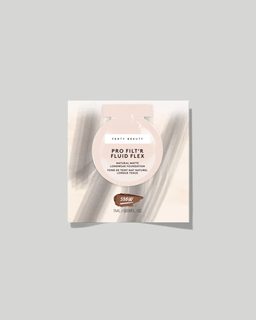 FENTY BEAUTY
PRO FILT'R
FLUID FLEX
NATURAL MATTE
LONGWEAR FOUNDATION
FOND DE TEINT MAT NATUREL
LONGUE TENUE